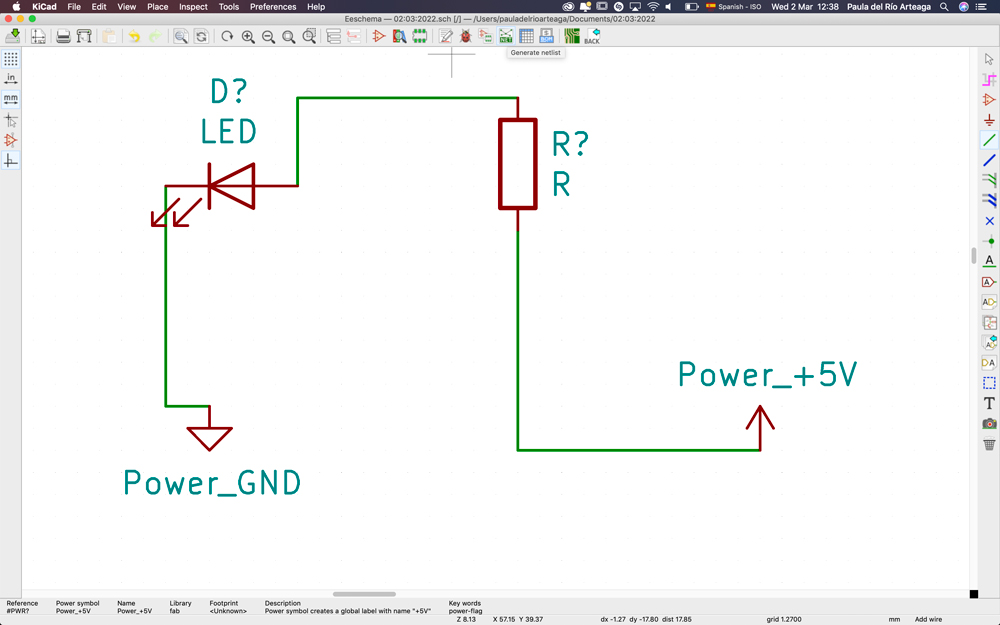 KiCad File Edit View Place Inspect Tools Preferences Help Spanish — ISO Wed 2 Mar 12:38 Paula del Río Arteaga
Eeschema — 02:03:2022.sch [/] — /Users/pauladelrioarteaga/Documents/02:03:2022
BACK
Generate netlist
in
mm
D?
LED
R?
R
Power_+5V
Power_GND
A
A
AD
A
DA
T
Reference Power symbol Name Library Footprint Description Key words
#PWR? Power_+5V Power_+5V fab <Unknown> Power symbol creates a global label with name "+5V" power-flag
Z 8.13 X 57.15 Y 39.37 dx -1.27 dy -17.80 dist 17.85 grid 1.2700 mm Add wire